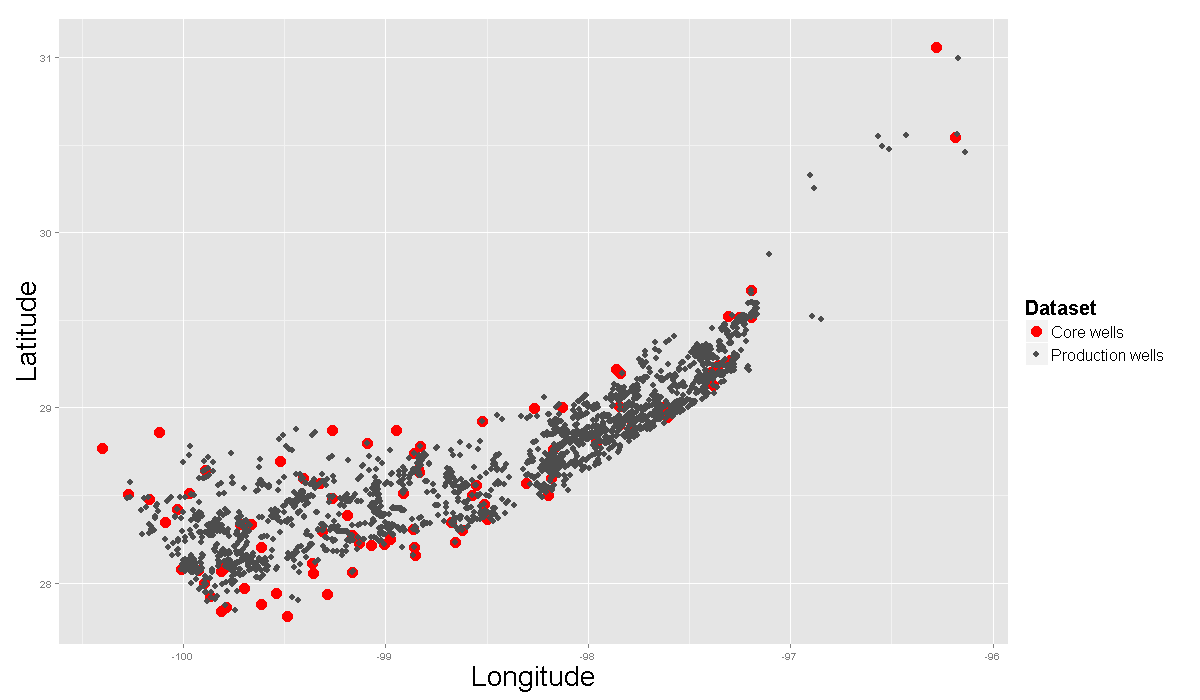 31
30
29
28
Latitude
-100
-99
-98
-97
-96
Longitude
Dataset
Core wells
Production wells